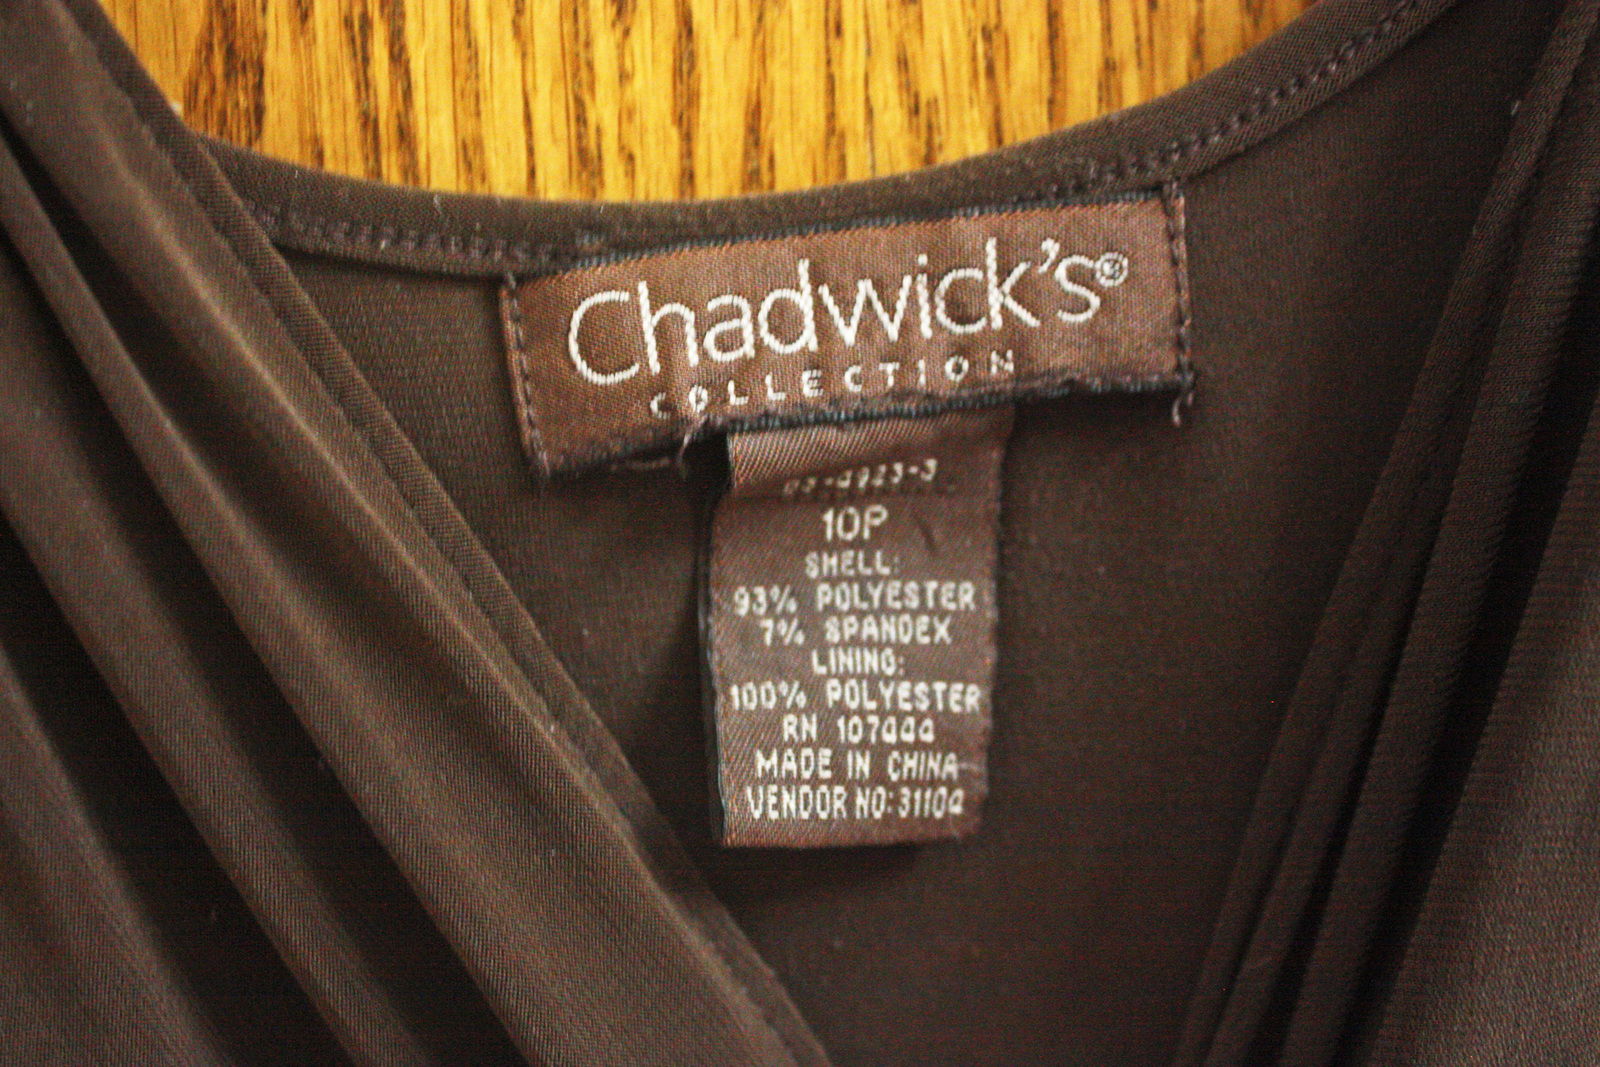 Chadwick's®
COLLECTION
10P
SHELL:
93% POLYESTER
7% SPANDEX
LINING:
100% POLYESTER
RN 107444
MADE IN CHINA
VENDOR NO:31104